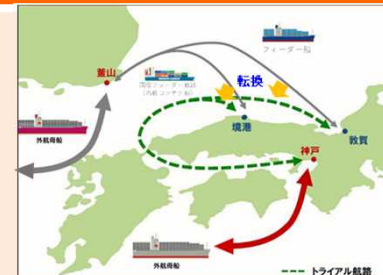 フィーダー船
釜山
国際フィーダー航路
(内航コンテナ船)
転換
境港
敦賀
神戸
外航母船
外航母船
トライアル航路